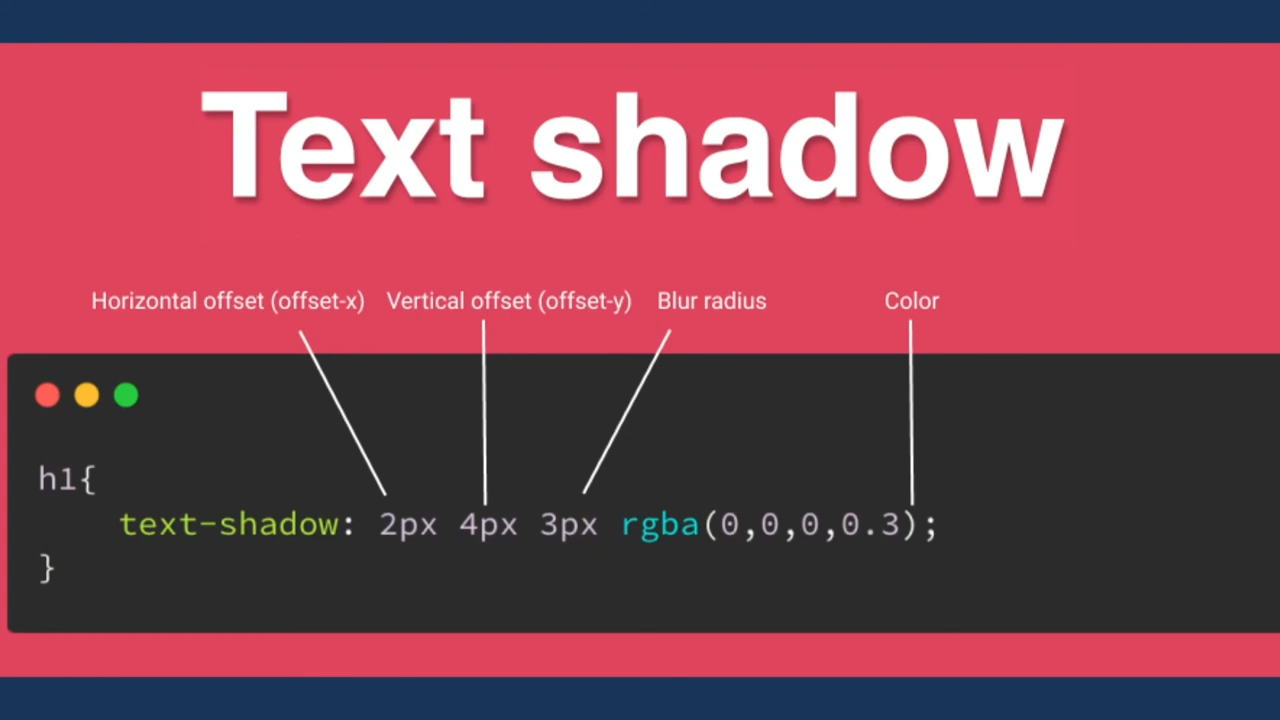 Text shadow
Horizontal offset (offset-x) Vertical offset (offset-y) Blur radius Color
h1{
text-shadow: 2px 4px 3px rgba(0,0,0,0.3);
}